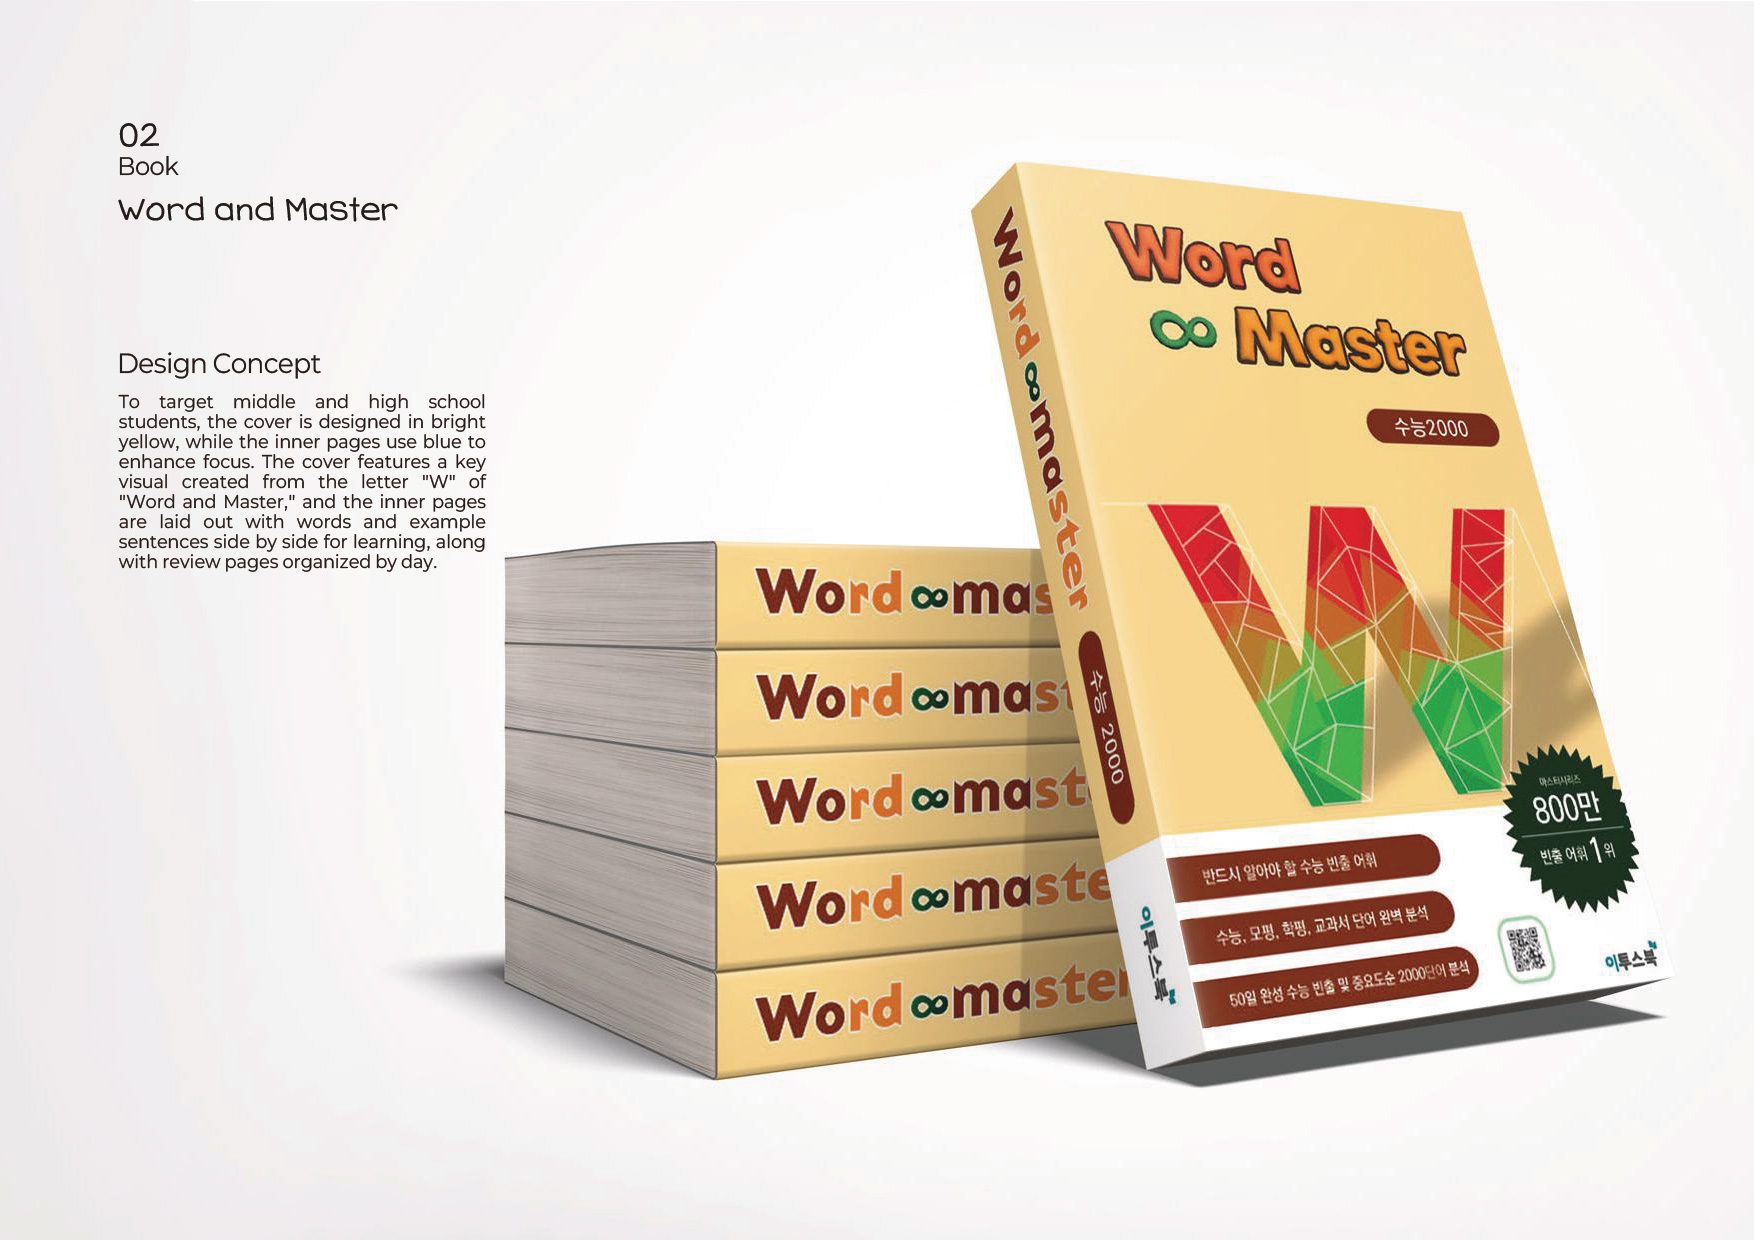 02
Book
Word and Master
Design Concept
To target middle and high school
students, the cover is designed in bright
yellow, while the inner pages use blue to
enhance focus. The cover features a key
visual created from the letter "W" of
"Word and Master," and the inner pages
are laid out with words and example
sentences side by side for learning, along
with review pages organized by day.
Word ∞ mas
Word ∞ mast
Word ∞ maste
Word ∞ maste
Word ∞ master
Word ∞ master
수능 2000
이투스북
Word
∞ Master
수능2000
마스터시리즈
800만
빈출 어휘 1위
반드시 알아야 할 수능 빈출 어휘
수능, 모평, 학평, 교과서 단어 완벽 분석
50일 완성 수능 빈출 및 중요도순 2000단어 분석
이투스북